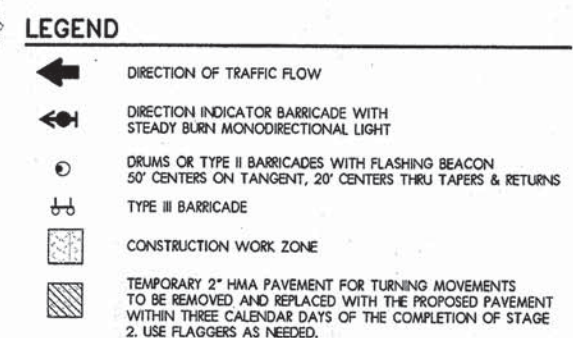 LEGEND
DIRECTION OF TRAFFIC FLOW
DIRECTION INDICATOR BARRICADE WITH
STEADY BURN MONODIRECTIONAL LIGHT
DRUMS OR TYPE II BARRICADES WITH FLASHING BEACON
50' CENTERS ON TANGENT, 20' CENTERS THRU TAPERS & RETURNS
TYPE III BARRICADE
CONSTRUCTION WORK ZONE
TEMPORARY 2" HMA PAVEMENT FOR TURNING MOVEMENTS
TO BE REMOVED AND REPLACED WITH THE PROPOSED PAVEMENT
WITHIN THREE CALENDAR DAYS OF THE COMPLETION OF STAGE
2. USE FLAGGERS AS NEEDED.